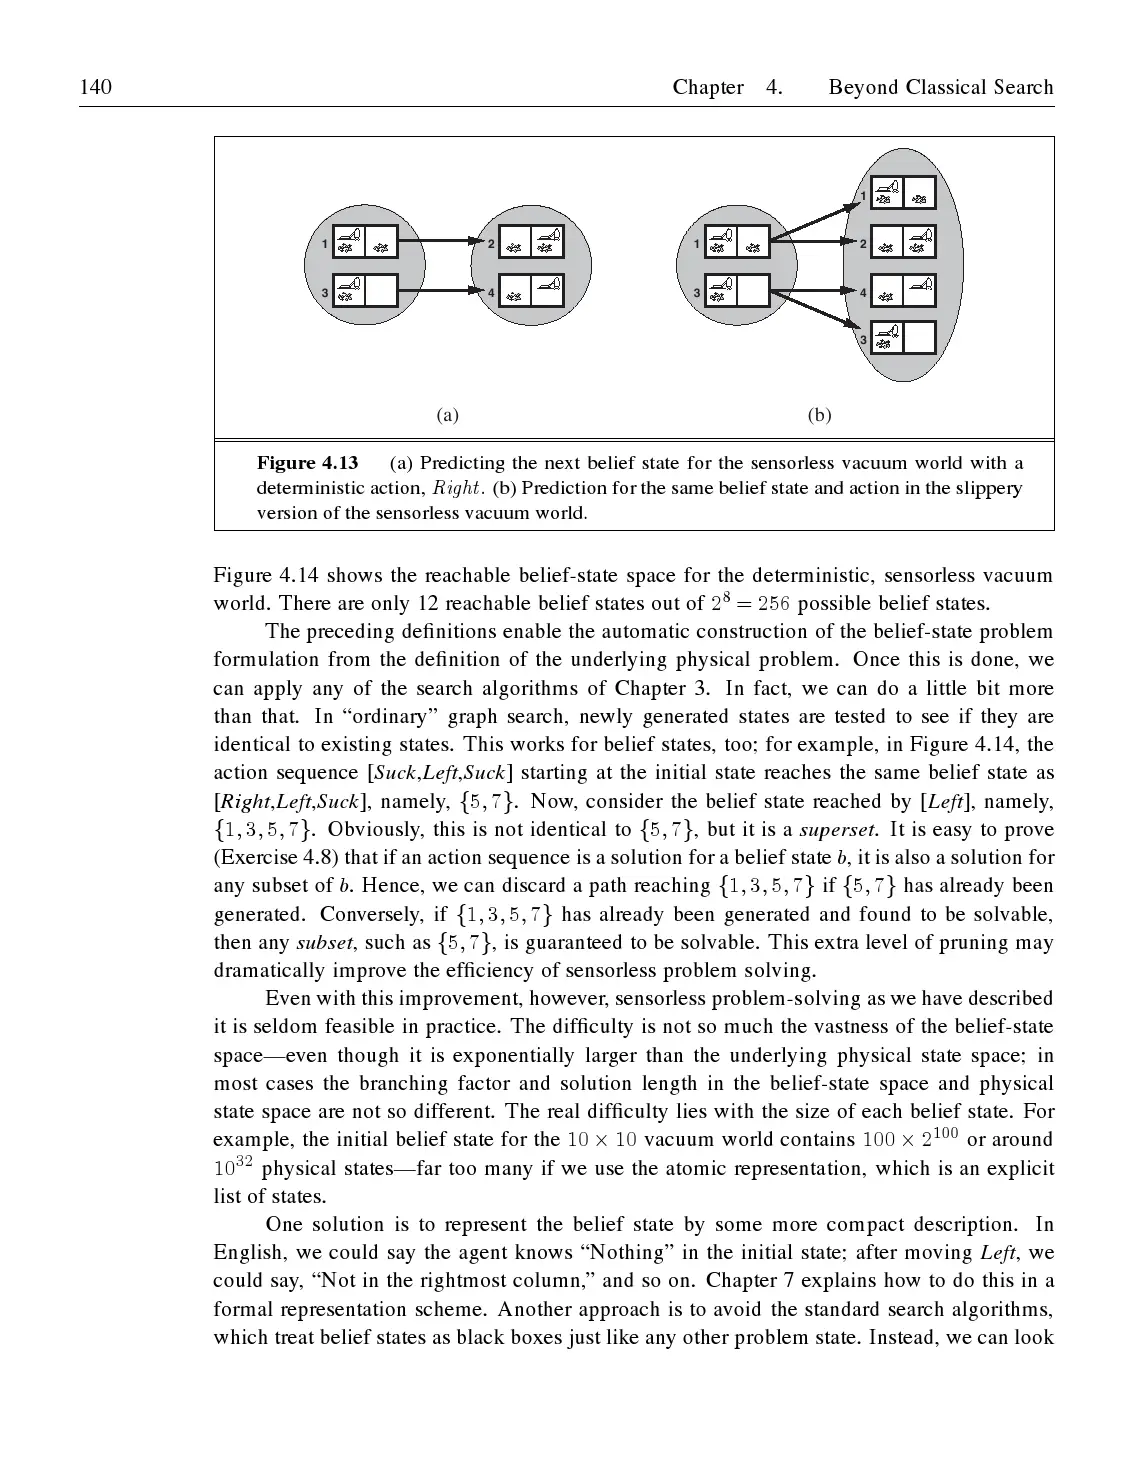 140 Chapter 4. Beyond Classical Search
1 2 3 4
(a)
1 3 1 2 4 3
(b)
Figure 4.13 (a) Predicting the next belief state for the sensorless vacuum world with a
deterministic action, Right. (b) Prediction for the same belief state and action in the slippery
version of the sensorless vacuum world.
Figure 4.14 shows the reachable belief-state space for the deterministic, sensorless vacuum
world. There are only 12 reachable belief states out of 2⁸ = 256 possible belief states.
The preceding definitions enable the automatic construction of the belief-state problem
formulation from the definition of the underlying physical problem. Once this is done, we
can apply any of the search algorithms of Chapter 3. In fact, we can do a little bit more
than that. In “ordinary” graph search, newly generated states are tested to see if they are
identical to existing states. This works for belief states, too; for example, in Figure 4.14, the
action sequence [Suck,Left,Suck] starting at the initial state reaches the same belief state as
[Right,Left,Suck], namely, {5, 7}. Now, consider the belief state reached by [Left], namely,
{1, 3, 5, 7}. Obviously, this is not identical to {5, 7}, but it is a superset. It is easy to prove
(Exercise 4.8) that if an action sequence is a solution for a belief state b, it is also a solution for
any subset of b. Hence, we can discard a path reaching {1, 3, 5, 7} if {5, 7} has already been
generated. Conversely, if {1, 3, 5, 7} has already been generated and found to be solvable,
then any subset, such as {5, 7}, is guaranteed to be solvable. This extra level of pruning may
dramatically improve the efficiency of sensorless problem solving.
Even with this improvement, however, sensorless problem-solving as we have described
it is seldom feasible in practice. The difficulty is not so much the vastness of the belief-state
space—even though it is exponentially larger than the underlying physical state space; in
most cases the branching factor and solution length in the belief-state space and physical
state space are not so different. The real difficulty lies with the size of each belief state. For
example, the initial belief state for the 10 × 10 vacuum world contains 100 × 2¹⁰⁰ or around
10³² physical states—far too many if we use the atomic representation, which is an explicit
list of states.
One solution is to represent the belief state by some more compact description. In
English, we could say the agent knows “Nothing” in the initial state; after moving Left, we
could say, “Not in the rightmost column,” and so on. Chapter 7 explains how to do this in a
formal representation scheme. Another approach is to avoid the standard search algorithms,
which treat belief states as black boxes just like any other problem state. Instead, we can look